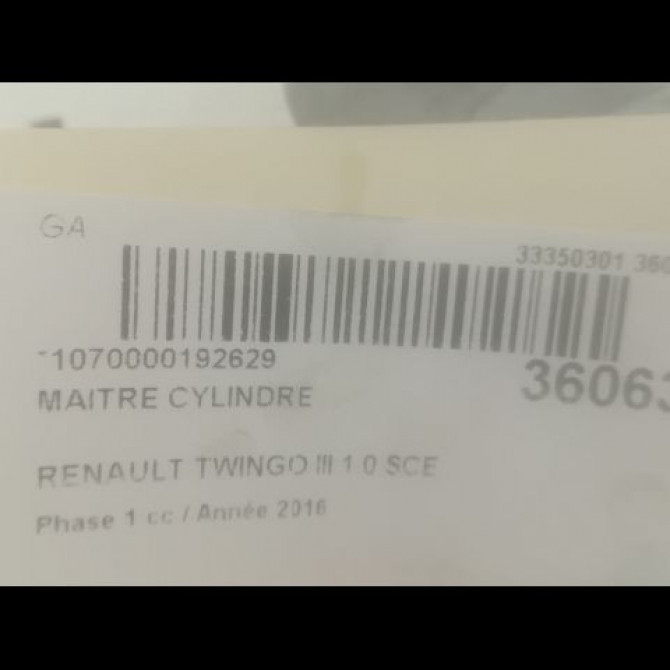 GA
33350301 360
*1070000192629
36063
MAITRE CYLINDRE
RENAULT TWINGO III 1.0 SCE
Phase 1 cc / Année 2016